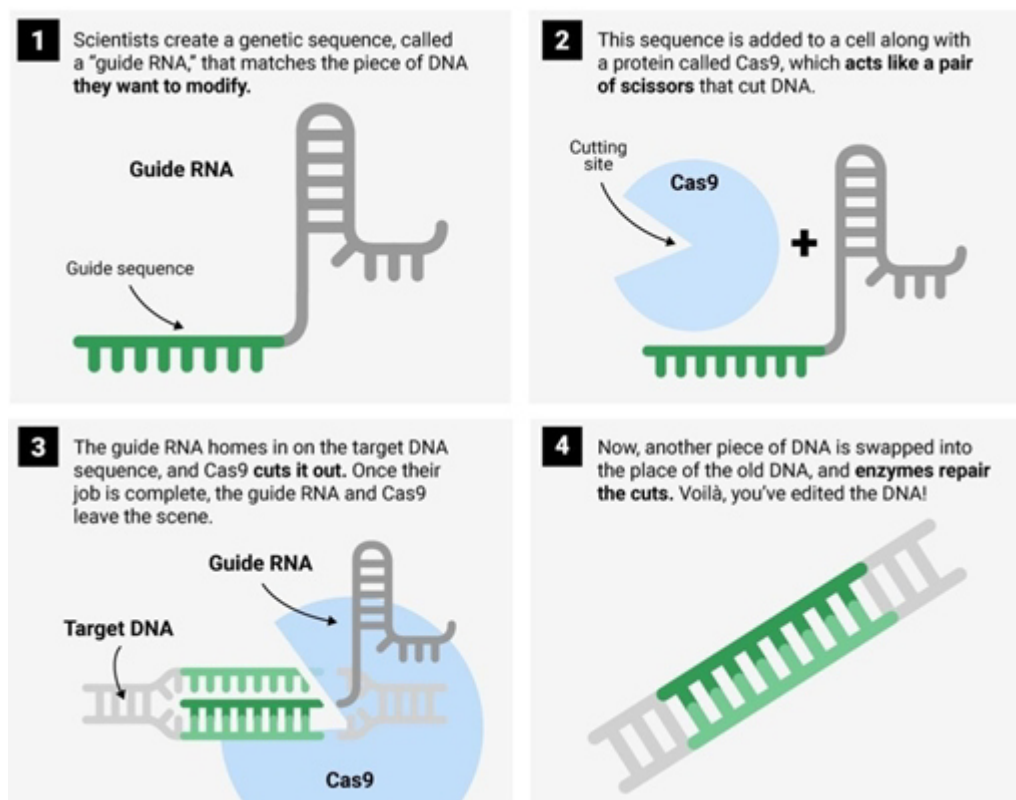 1
Scientists create a genetic sequence, called
a “guide RNA,” that matches the piece of DNA
they want to modify.
Guide RNA
Guide sequence
2
This sequence is added to a cell along with
a protein called Cas9, which acts like a pair
of scissors that cut DNA.
Cutting
site
Cas9
+
3
The guide RNA homes in on the target DNA
sequence, and Cas9 cuts it out. Once their
job is complete, the guide RNA and Cas9
leave the scene.
Guide RNA
Target DNA
Cas9
4
Now, another piece of DNA is swapped into
the place of the old DNA, and enzymes repair
the cuts. Voilà, you’ve edited the DNA!